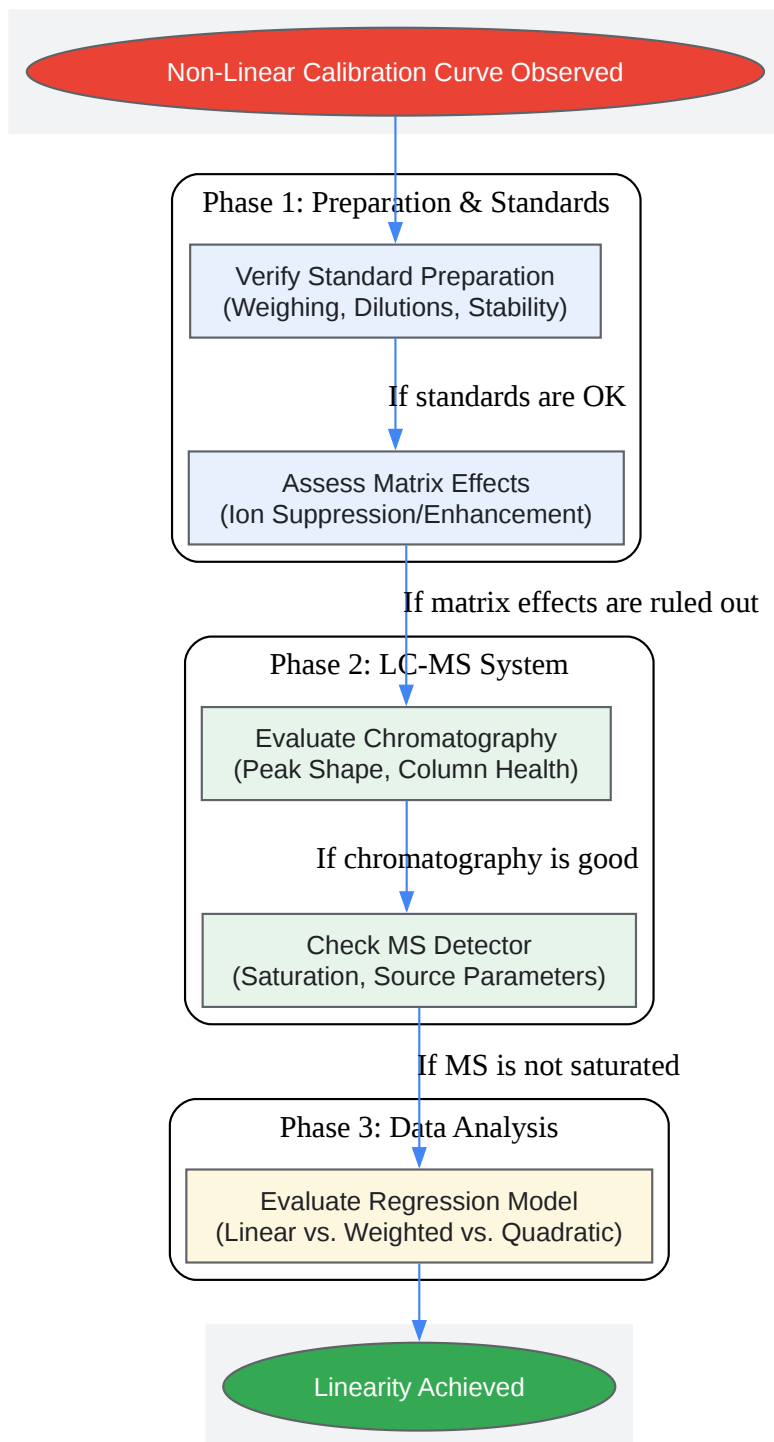 Non-Linear Calibration Curve Observed
Phase 1: Preparation & Standards
Verify Standard Preparation
(Weighing, Dilutions, Stability)
If standards are OK
Assess Matrix Effects
(Ion Suppression/Enhancement)
If matrix effects are ruled out
Phase 2: LC-MS System
Evaluate Chromatography
(Peak Shape, Column Health)
If chromatography is good
Check MS Detector
(Saturation, Source Parameters)
If MS is not saturated
Phase 3: Data Analysis
Evaluate Regression Model
(Linear vs. Weighted vs. Quadratic)
Linearity Achieved